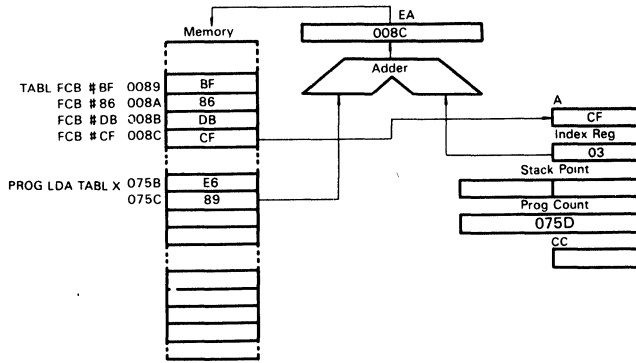 EA
Memory
008C
Adder
TABL FCB #BF 0089 BF
FCB #86 008A 86
FCB #DB 008B DB
FCB #CF 008C CF
A
CF
Index Reg
03
Stack Point
PROG LDA TABL X 075B E6
075C 89
Prog Count
075D
CC